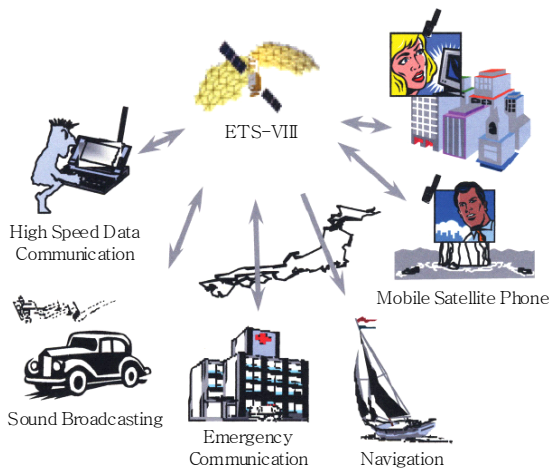 ETS-VIII
High Speed Data
Communication
Mobile Satellite Phone
Sound Broadcasting
Emergency
Communication
Navigation